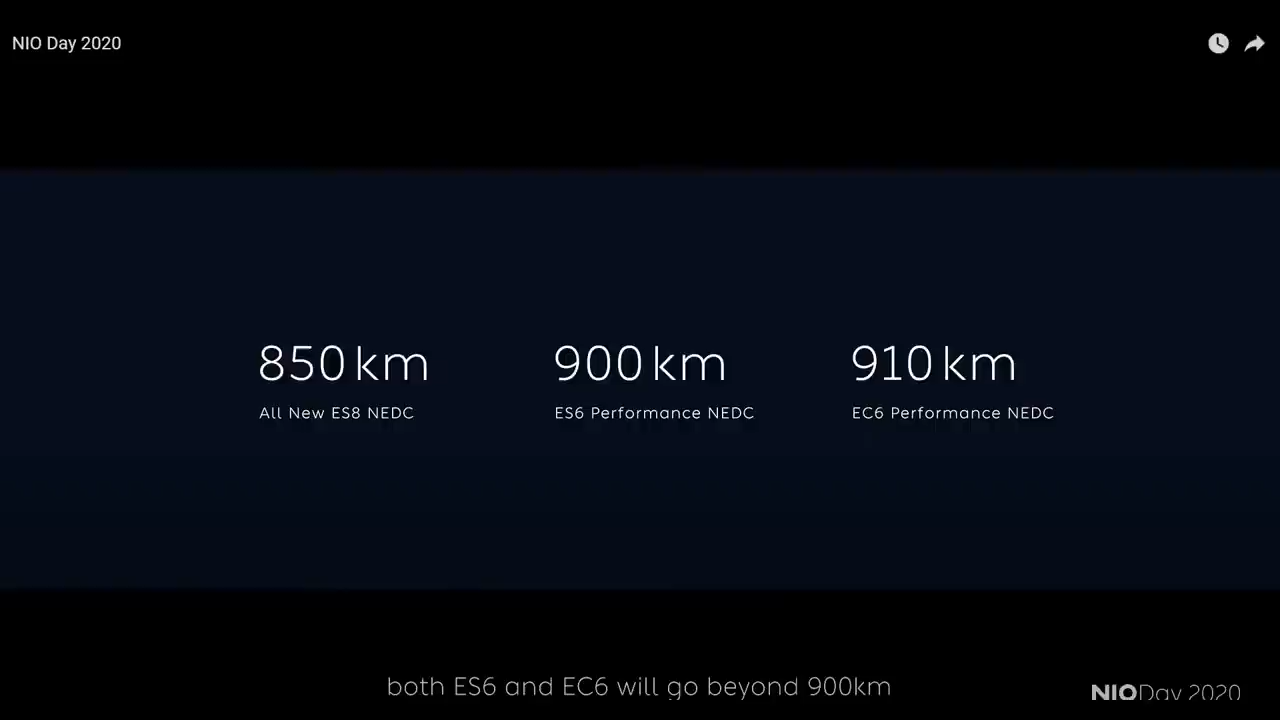 NIO Day 2020
850 km
All New ES8 NEDC
900 km
ES6 Performance NEDC
910 km
EC6 Performance NEDC
both ES6 and EC6 will go beyond 900km
NIO Day 2020